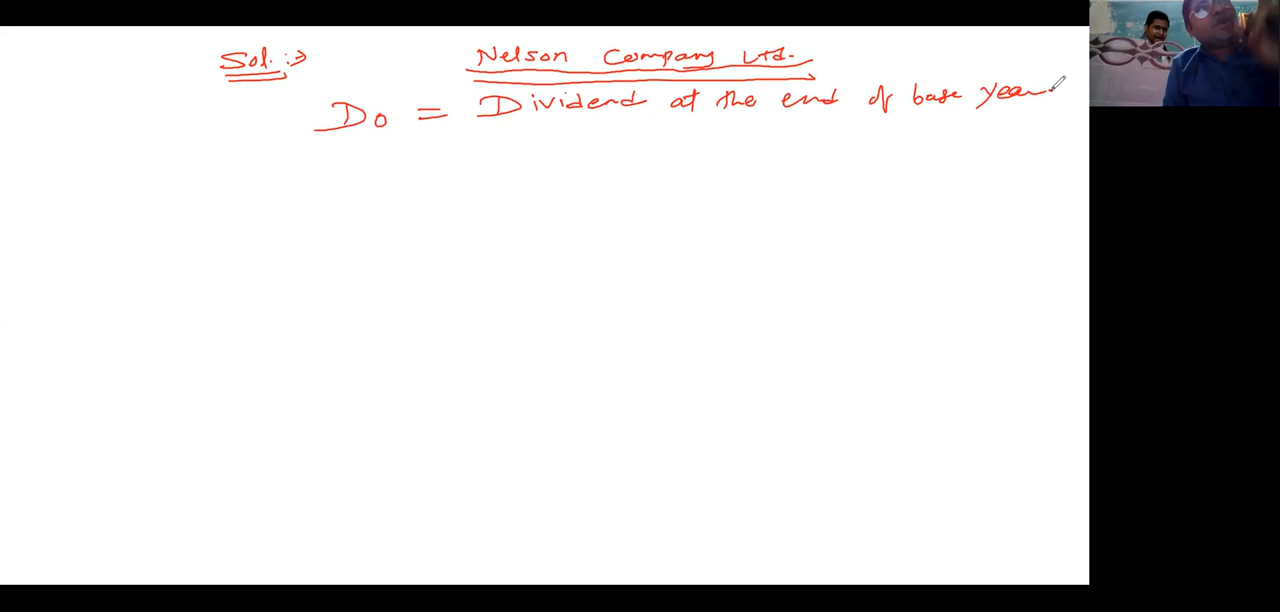 Sol. :→ Nelson Company Ltd.
D₀ = Dividend at the end of base year